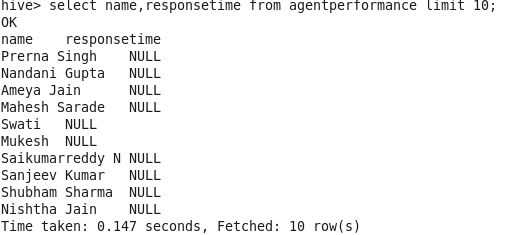 hive> select name,responsetime from agentperformance limit 10;
OK
name    responsetime
Prerna Singh    NULL
Nandani Gupta   NULL
Ameya Jain      NULL
Mahesh Sarade   NULL
Swati   NULL
Mukesh  NULL
Saikumarreddy N NULL
Sanjeev Kumar   NULL
Shubham Sharma  NULL
Nishtha Jain    NULL
Time taken: 0.147 seconds, Fetched: 10 row(s)